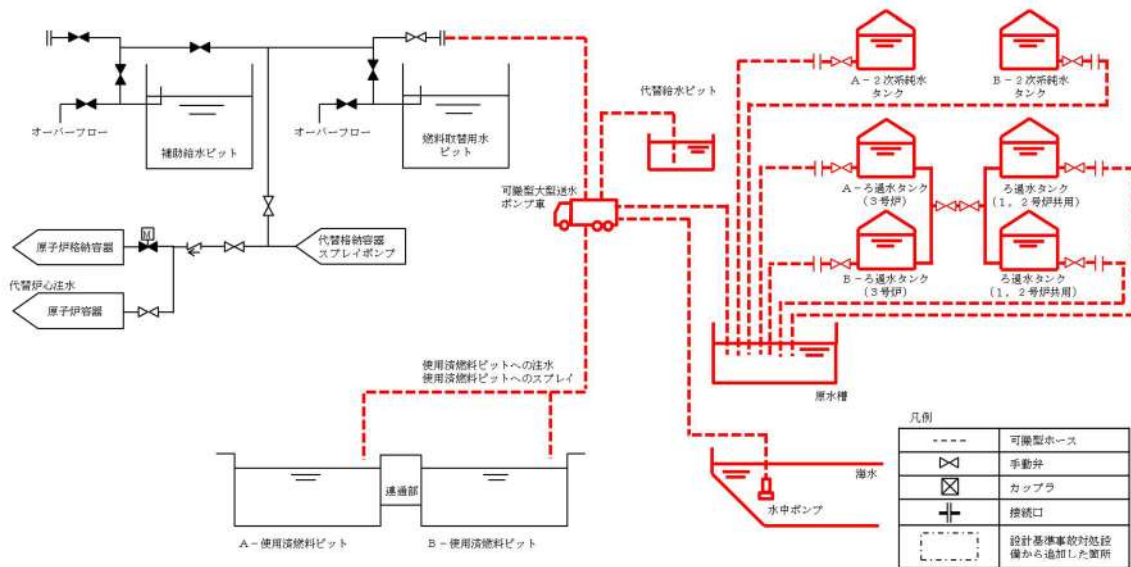 オーバーフロー
補助給水ピット
オーバーフロー
燃料取替用水
ピット
代替給水ピット
可搬型大型送水
ポンプ車
A-2次系純水
タンク
B-2次系純水
タンク
A-ろ過水タンク
(3号炉)
ろ過水タンク
(1,2号炉共用)
B-ろ過水タンク
(3号炉)
ろ過水タンク
(1,2号炉共用)
M
原子炉格納容器
代替格納容器
スプレイポンプ
代替炉心注水
原子炉容器
使用済燃料ピットへの注水
使用済燃料ピットへのスプレイ
原水槽
海水
水中ポンプ
連通部
A-使用済燃料ピット
B-使用済燃料ピット
凡例
可搬型ホース
手動弁
カップラ
接続口
設計基準事故対処設
備から追加した箇所